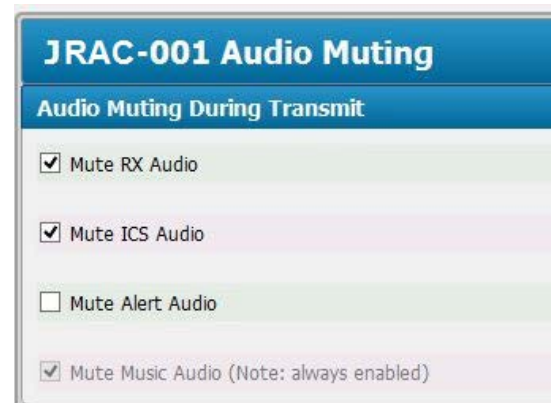 JRAC-001 Audio Muting
Audio Muting During Transmit
Mute RX Audio
Mute ICS Audio
Mute Alert Audio
Mute Music Audio (Note: always enabled)